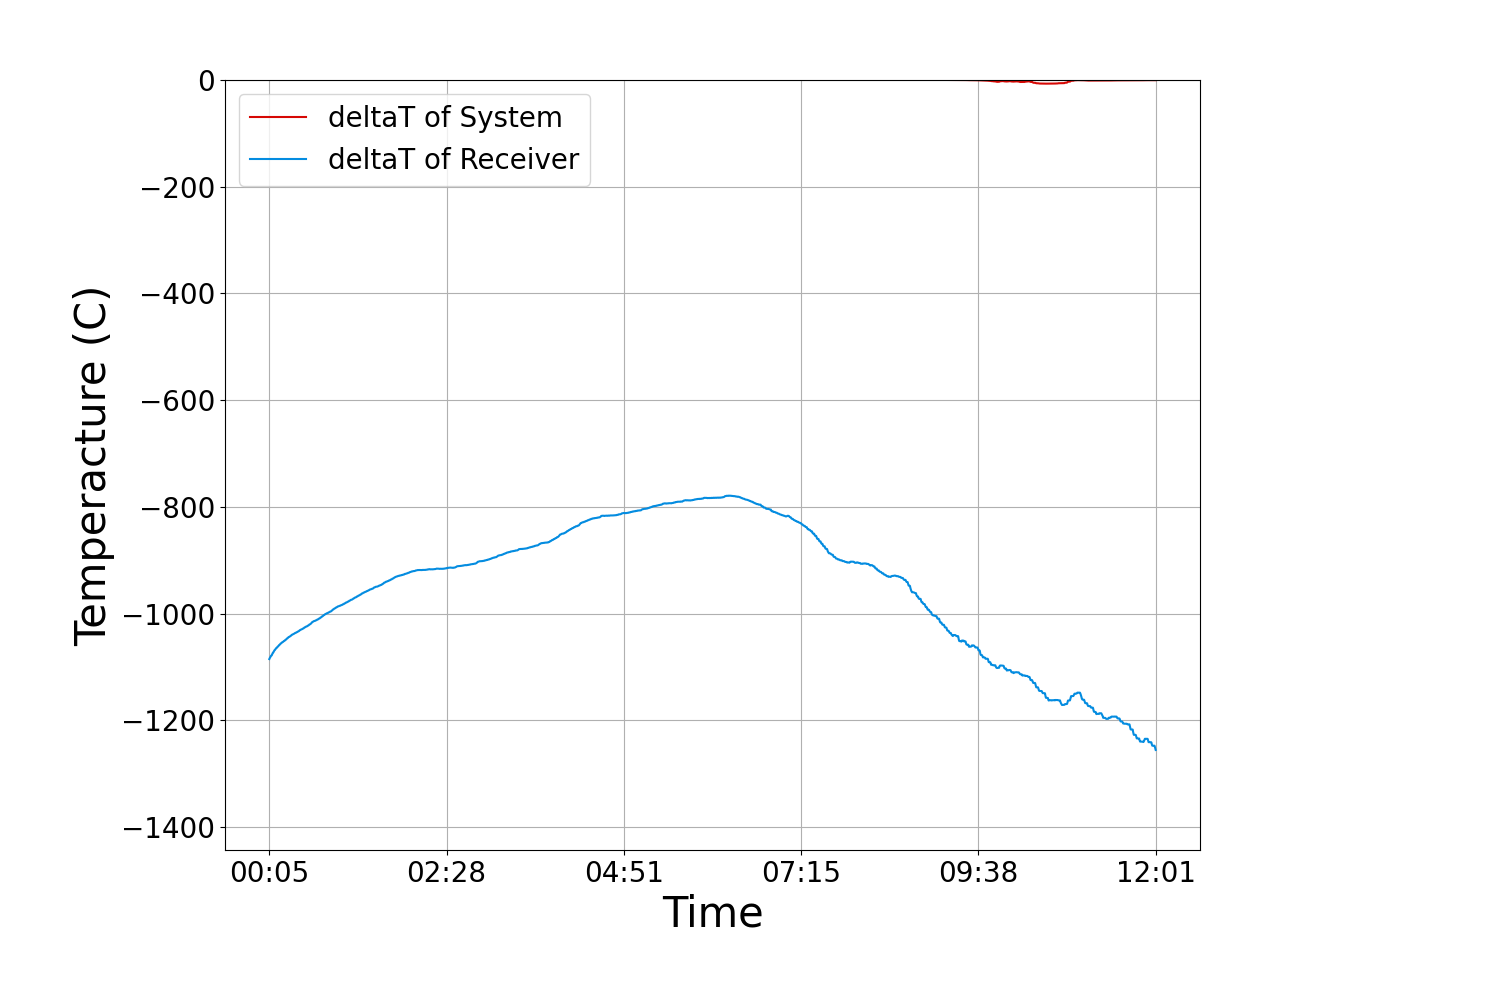 0
−200
−400
−600
−800
−1000
−1200
−1400
deltaT of System
deltaT of Receiver
Temperacture (C)
00:05 02:28 04:51 07:15 09:38 12:01
Time